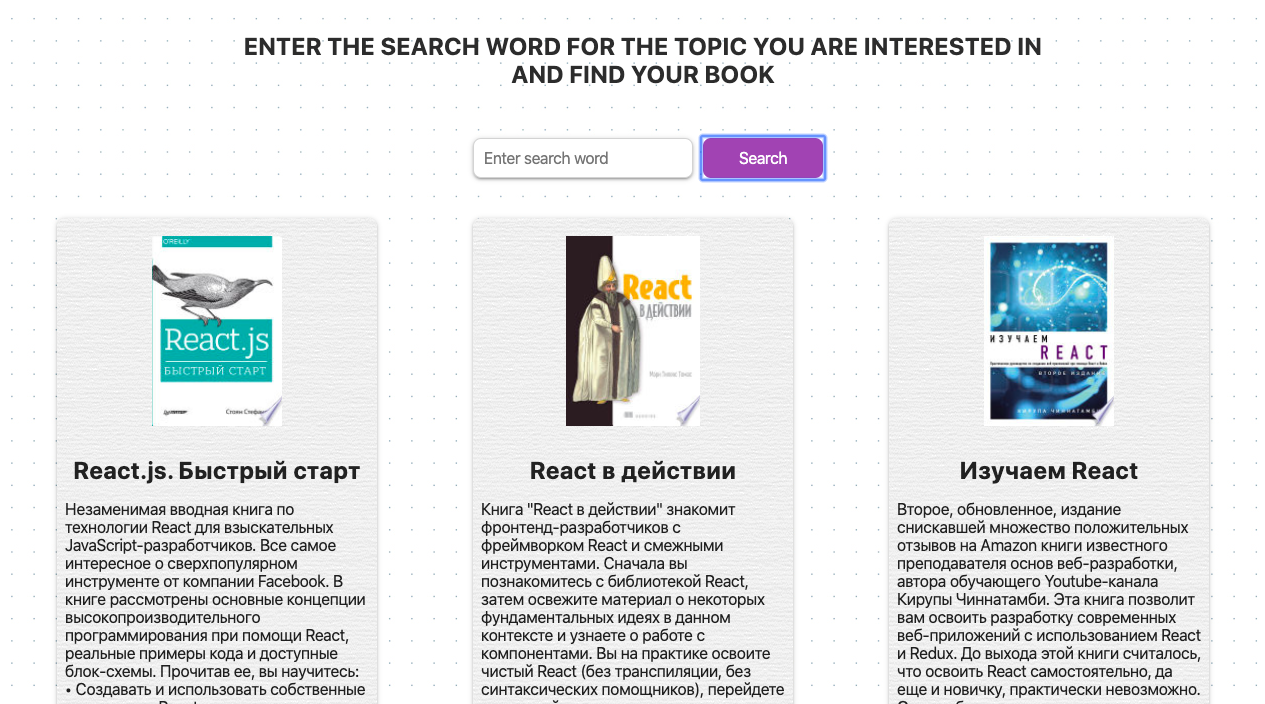 ENTER THE SEARCH WORD FOR THE TOPIC YOU ARE INTERESTED IN
AND FIND YOUR BOOK
Enter search word
Search
O'REILLY
React.js
БЫСТРЫЙ СТАРТ
Стоян
React.js. Быстрый старт
Незаменимая вводная книга по
технологии React для взыскательных
JavaScript-разработчиков. Все самое
интересное о сверхпопулярном
инструменте от компании Facebook. В
книге рассмотрены основные концепции
высокопроизводительного
программирования при помощи React,
реальные примеры кода и доступные
блок-схемы. Прочитав ее, вы научитесь:
• Создавать и использовать собственные
React
В ДЕЙСТВИИ
Марк Тиленс Томас
React в действии
Книга "React в действии" знакомит
фронтенд-разработчиков с
фреймворком React и смежными
инструментами. Сначала вы
познакомитесь с библиотекой React,
затем освежите материал о некоторых
фундаментальных идеях в данном
контексте и узнаете о работе с
компонентами. Вы на практике освоите
чистый React (без транспиляции, без
синтаксических помощников), перейдете
ИЗУЧАЕМ
REACT
ВТОРОЕ ИЗДАНИЕ
КИРУПА
Изучаем React
Второе, обновленное, издание
снискавшей множество положительных
отзывов на Amazon книги известного
преподавателя основ веб-разработки,
автора обучающего Youtube-канала
Кирупы Чиннатамби. Эта книга позволит
вам освоить разработку современных
веб-приложений с использованием React
и Redux. До выхода этой книги считалось,
что освоить React самостоятельно, да
еще и новичку, практически невозможно.